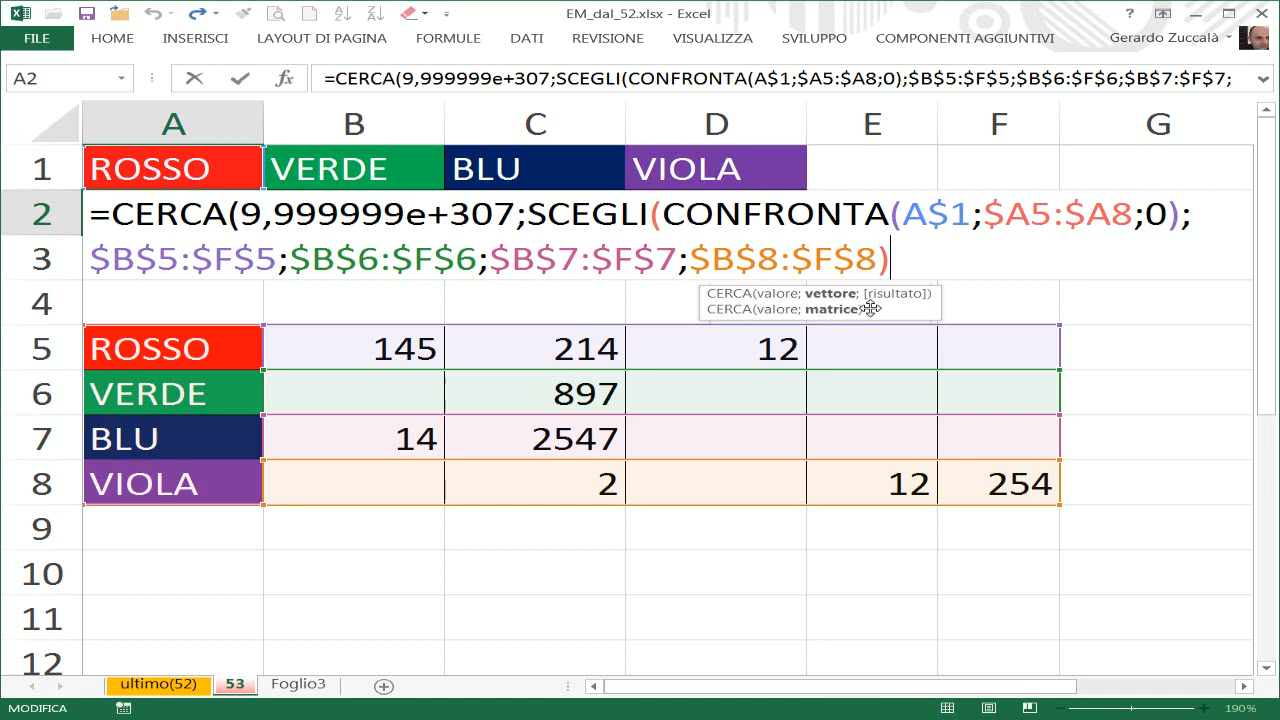 EM_dal_52.xlsx - Excel
FILE HOME INSERISCI LAYOUT DI PAGINA FORMULE DATI REVISIONE VISUALIZZA SVILUPPO COMPONENTI AGGIUNTIVI Gerardo Zuccalà
A2 fx =CERCA(9,999999e+307;SCEGLI(CONFRONTA(A$1;$A5:$A8;0);$B$5:$F$5;$B$6:$F$6;$B$7:$F$7;
A B C D E F G
1 ROSSO VERDE BLU VIOLA
2 =CERCA(9,999999e+307;SCEGLI(CONFRONTA(A$1;$A5:$A8;0);
3 $B$5:$F$5;$B$6:$F$6;$B$7:$F$7;$B$8:$F$8)
CERCA(valore; vettore; [risultato])
4 CERCA(valore; matrice)
5 ROSSO 145 214 12
6 VERDE 897
7 BLU 14 2547
8 VIOLA 2 12 254
9
10
11
12
ultimo(52) 53 Foglio3
MODIFICA 190%